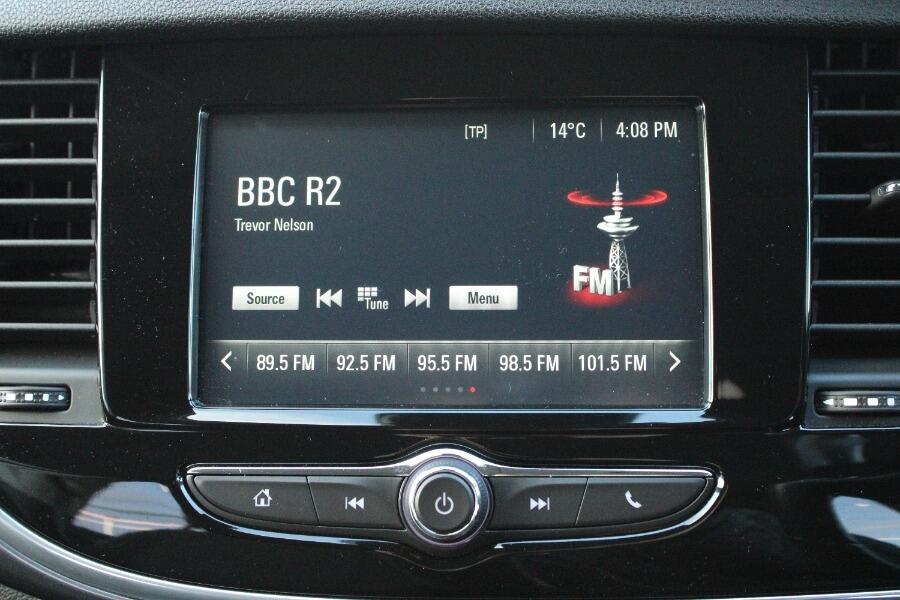 [TP] 14°C 4:08 PM
BBC R2
Trevor Nelson
FM
Source Tune Menu
89.5 FM 92.5 FM 95.5 FM 98.5 FM 101.5 FM